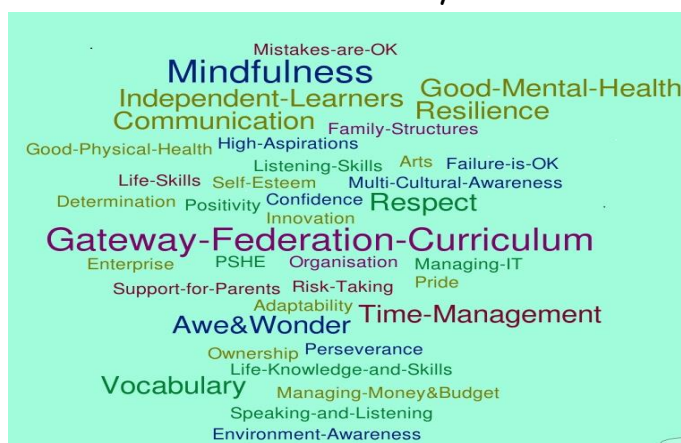 Mistakes-are-OK
Mindfulness
Good-Mental-Health
Independent-Learners
Resilience
Communication
Family-Structures
Good-Physical-Health High-Aspirations
Listening-Skills Arts Failure-is-OK
Life-Skills Self-Esteem Multi-Cultural-Awareness
Determination Positivity Confidence Respect
Innovation
Gateway-Federation-Curriculum
Enterprise PSHE Organisation Managing-IT
Support-for-Parents Risk-Taking Pride
Adaptability
Time-Management
Awe&Wonder
Ownership Perseverance
Life-Knowledge-and-Skills
Vocabulary
Managing-Money&Budget
Speaking-and-Listening
Environment-Awareness